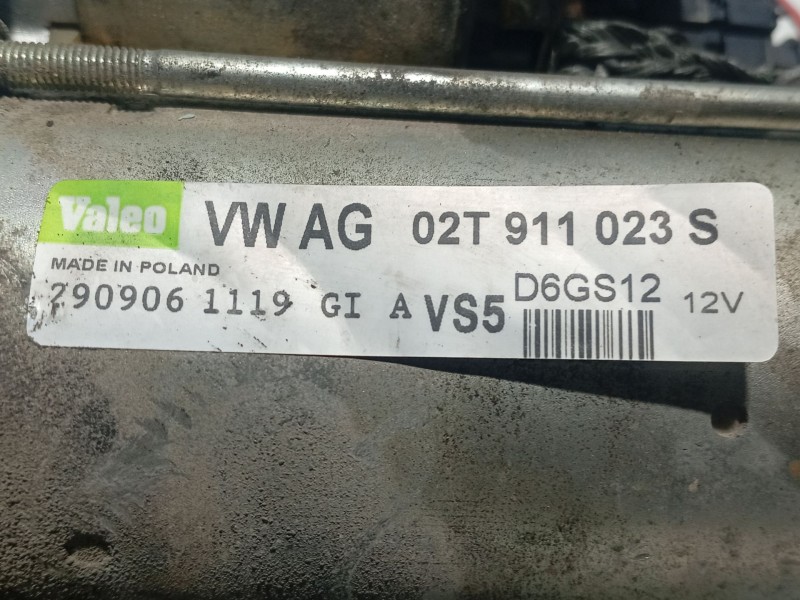 Valeo VW AG 02T 911 023 S
MADE IN POLAND
290906 1119 GI A VS5 D6GS12 12V